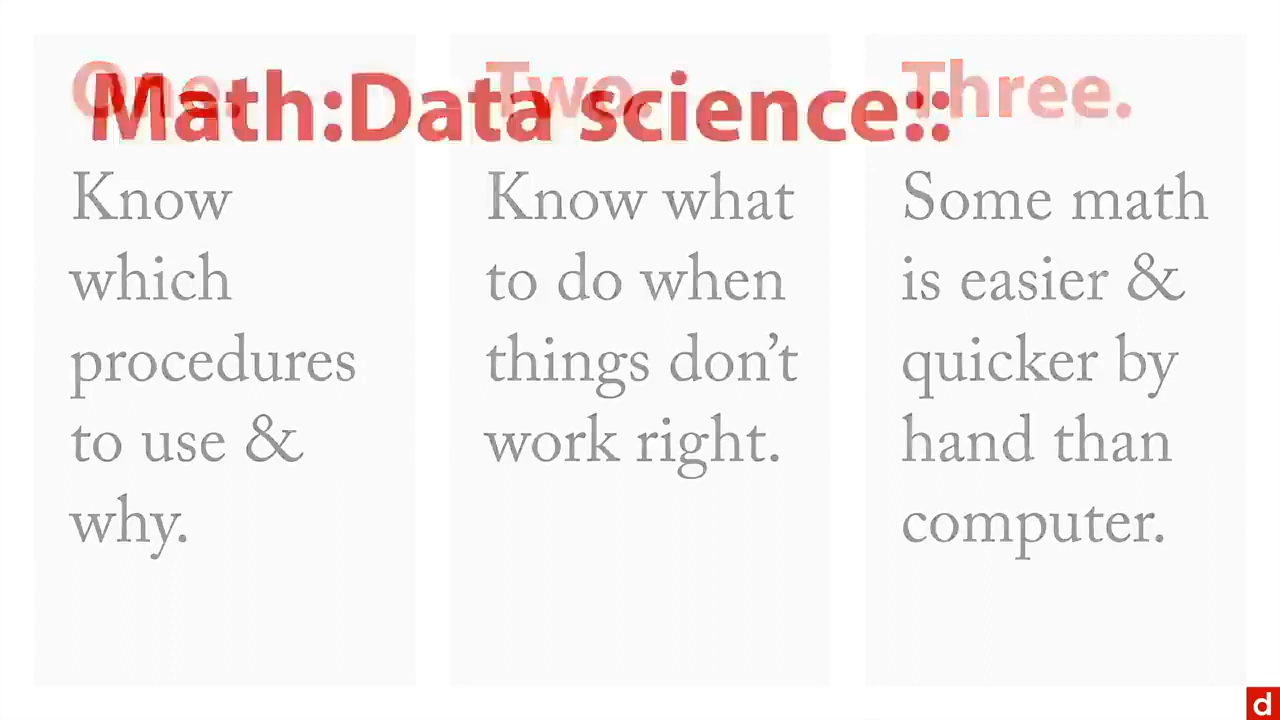 Math:Data science::
One.
Know
which
procedures
to use &
why.
Two.
Know what
to do when
things don’t
work right.
Three.
Some math
is easier &
quicker by
hand than
computer.
d